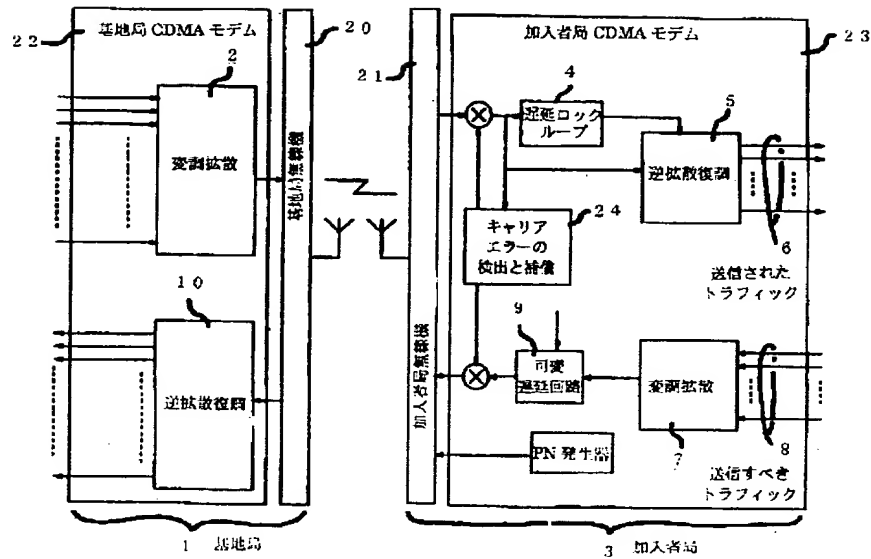 22
基地局 CDMA モデム
20
加入者局 CDMA モデム
23
2
21
4
遅延ロック
ループ
5
変調拡散
基地局無線機
逆拡散復調
24
キャリア
エラーの
検出と補償
6
送信された
トラフィック
10
9
可変
遅延回路
変調拡散
逆拡散復調
加入者局無線機
7
8
PN 発生器
送信すべき
トラフィック
1 基地局
3 加入者局